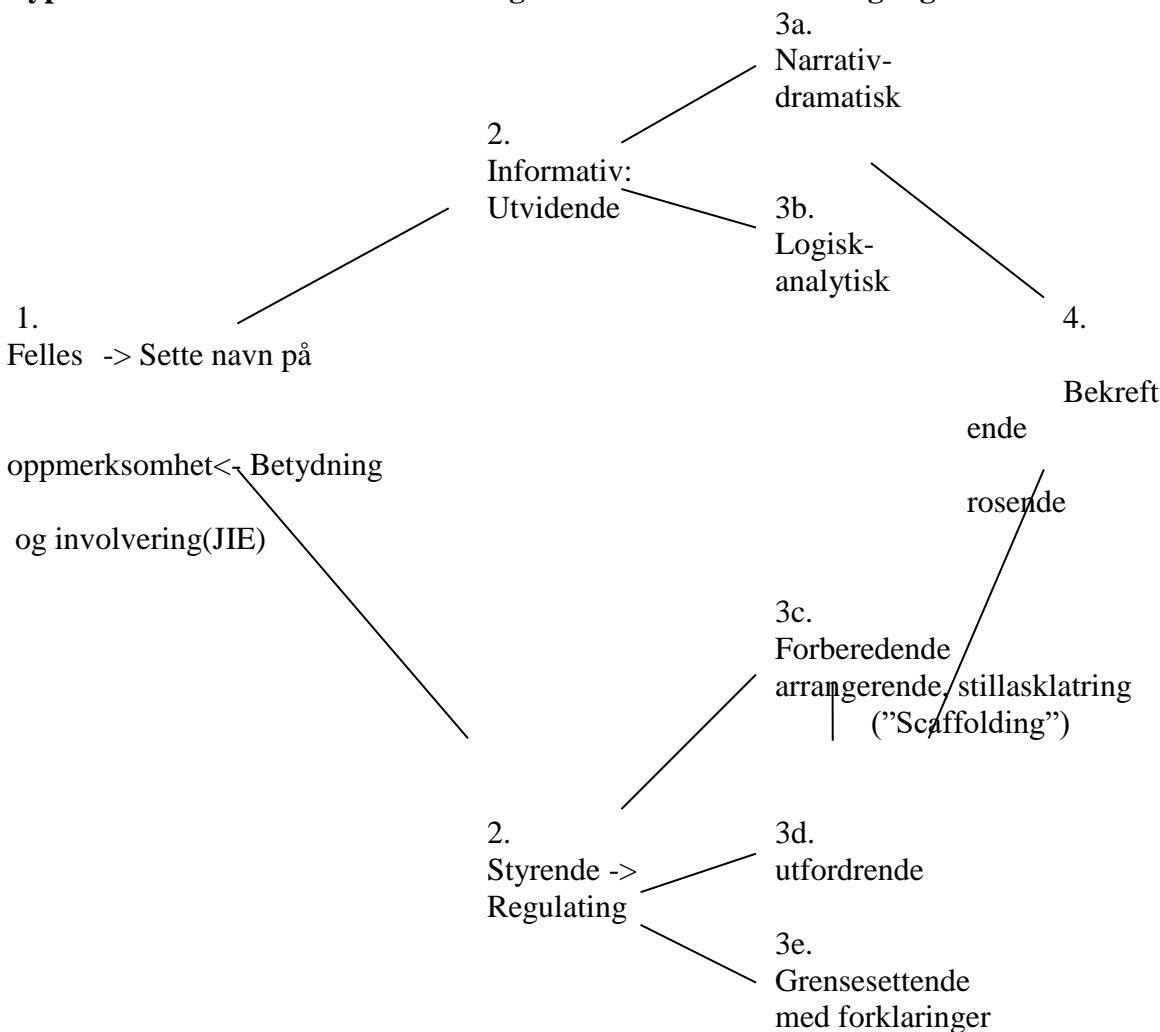 3a.
Narrativ-
dramatisk
2.
Informativ:
Utvidende
3b.
Logisk-
analytisk
1.
Felles -> Sette navn på
4.
Bekreft
ende
oppmerksomhet<- Betydning
rosende
og involvering(JIE)
3c.
Forberedende
arrangerende, stillasklatring
(”Scaffolding”)
2.
Styrende ->
Regulating
3d.
utfordrende
3e.
Grensesettende
med forklaringer